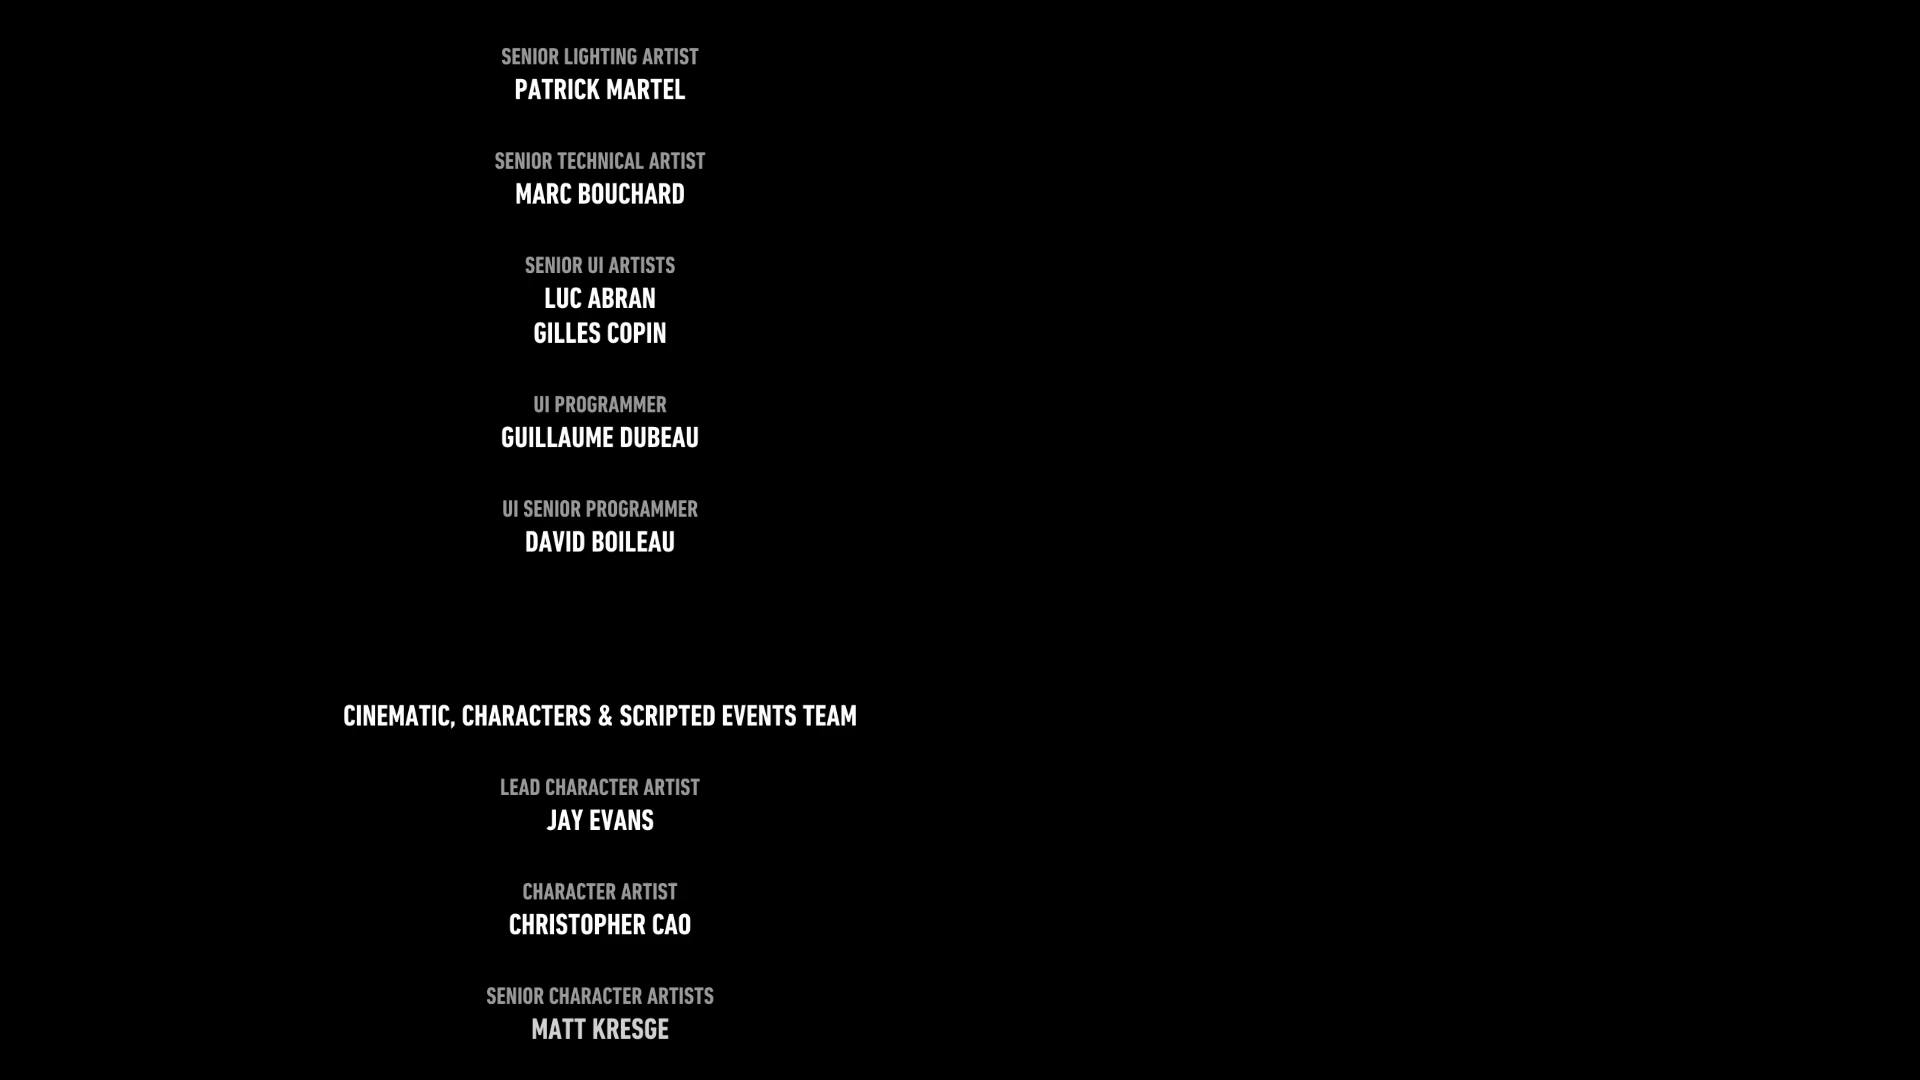 SENIOR LIGHTING ARTIST
PATRICK MARTEL
SENIOR TECHNICAL ARTIST
MARC BOUCHARD
SENIOR UI ARTISTS
LUC ABRAN
GILLES COPIN
UI PROGRAMMER
GUILLAUME DUBEAU
UI SENIOR PROGRAMMER
DAVID BOILEAU
CINEMATIC, CHARACTERS & SCRIPTED EVENTS TEAM
LEAD CHARACTER ARTIST
JAY EVANS
CHARACTER ARTIST
CHRISTOPHER CAO
SENIOR CHARACTER ARTISTS
MATT KRESGE